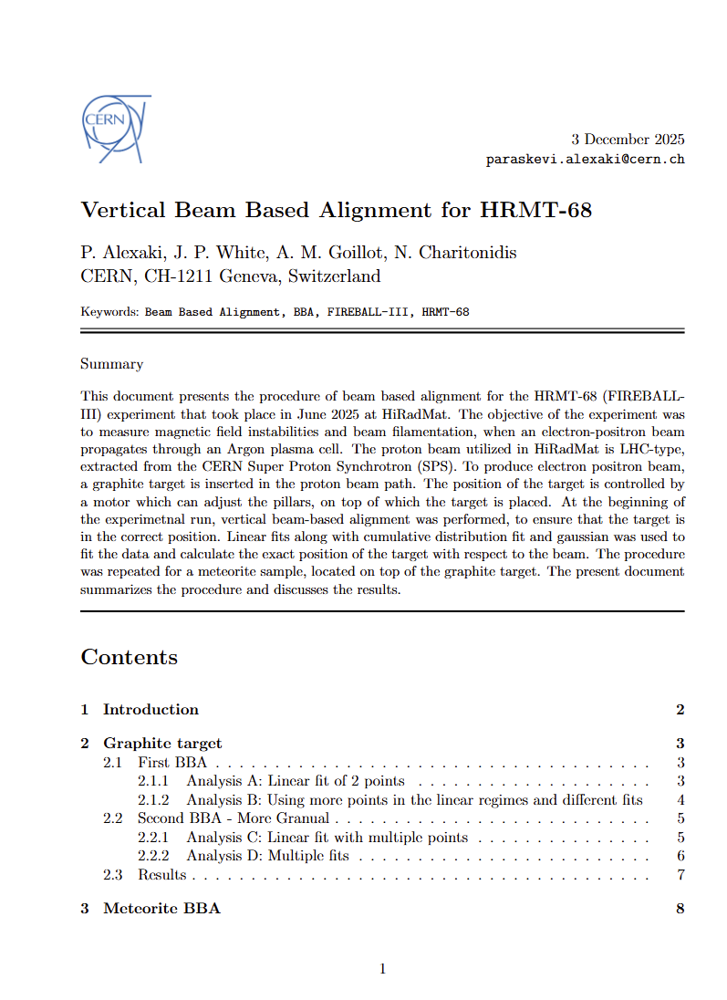 CERN
3 December 2025
paraskevi.alexaki@cern.ch
Vertical Beam Based Alignment for HRMT-68
P. Alexaki, J. P. White, A. M. Goillot, N. Charitonidis
CERN, CH-1211 Geneva, Switzerland
Keywords: Beam Based Alignment, BBA, FIREBALL-III, HRMT-68
Summary
This document presents the procedure of beam based alignment for the HRMT-68 (FIREBALL-
III) experiment that took place in June 2025 at HiRadMat. The objective of the experiment was
to measure magnetic field instabilities and beam filamentation, when an electron-positron beam
propagates through an Argon plasma cell. The proton beam utilized in HiRadMat is LHC-type,
extracted from the CERN Super Proton Synchrotron (SPS). To produce electron positron beam,
a graphite target is inserted in the proton beam path. The position of the target is controlled by
a motor which can adjust the pillars, on top of which the target is placed. At the beginning of
the experimetnal run, vertical beam-based alignment was performed, to ensure that the target is
in the correct position. Linear fits along with cumulative distribution fit and gaussian was used to
fit the data and calculate the exact position of the target with respect to the beam. The procedure
was repeated for a meteorite sample, located on top of the graphite target. The present document
summarizes the procedure and discusses the results.
Contents
1 Introduction 2
2 Graphite target 3
2.1 First BBA . . . . . . . . . . . . . . . . . . . . . . . . . . . . . . . . . . . . . 3
2.1.1 Analysis A: Linear fit of 2 points . . . . . . . . . . . . . . . . . . . . 3
2.1.2 Analysis B: Using more points in the linear regimes and different fits 4
2.2 Second BBA - More Granual . . . . . . . . . . . . . . . . . . . . . . . . . . . 5
2.2.1 Analysis C: Linear fit with multiple points . . . . . . . . . . . . . . . 5
2.2.2 Analysis D: Multiple fits . . . . . . . . . . . . . . . . . . . . . . . . . 6
2.3 Results . . . . . . . . . . . . . . . . . . . . . . . . . . . . . . . . . . . . . . . 7
3 Meteorite BBA 8
1